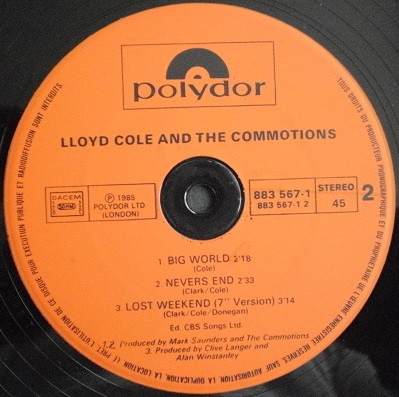 polydor
LLOYD COLE AND THE COMMOTIONS
SACEM
℗ 1985
POLYDOR LTD
(LONDON)
883 567-1
883 567-1 2
STEREO
45
2
1. BIG WORLD 2'18
(Cole)
2. NEVERS END 2'33
(Clark/Cole)
3. LOST WEEKEND (7" Version) 3'14
(Clark/Cole/Donegan)
Ed. CBS Songs Ltd.
1.2. Produced by Mark Saunders and The Commotions
3. Produced by Clive Langer and
Alan Winstanley
TOUS DROITS DU PRODUCTEUR PHONOGRAPHIQUE ET DU PROPRIETAIRE DE L'ŒUVRE ENREGISTREE RESERVES. SAUF AUTORISATION LA DUPLICATION, LA LOCATION, LE PRET, L'UTILISATION DE CE DISQUE POUR EXECUTION PUBLIQUE ET RADIODIFFUSION SONT INTERDITS.